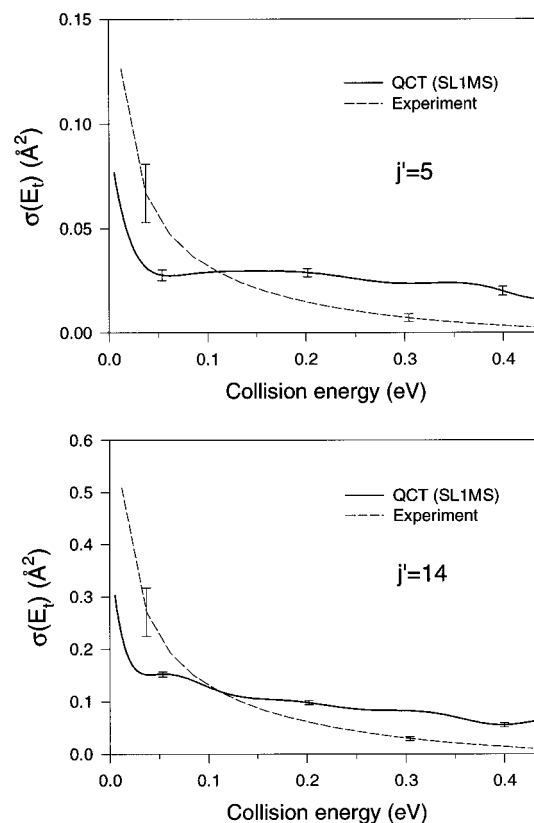 0.15
QCT (SL1MS)
Experiment
0.10
j'=5
σ(Eₜ) (Å²)
0.05
0.00
0.0 0.1 0.2 0.3 0.4
Collision energy (eV)
0.6
0.5
QCT (SL1MS)
Experiment
0.4
j'=14
σ(Eₜ) (Å²)
0.3
0.2
0.1
0.0
0.0 0.1 0.2 0.3 0.4
Collision energy (eV)